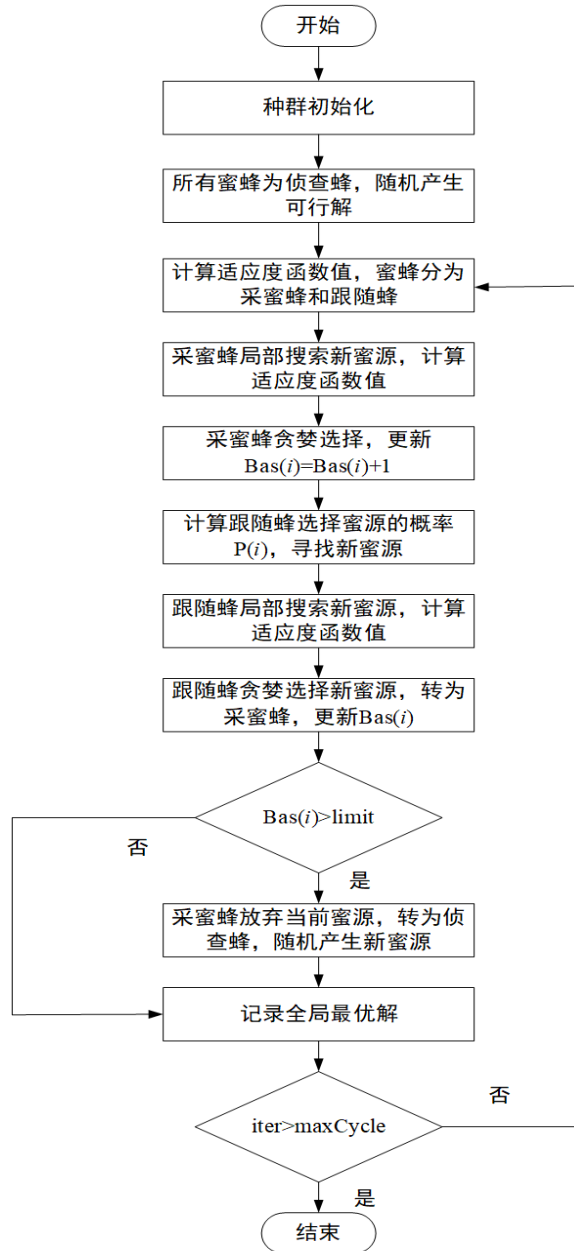 开始
种群初始化
所有蜜蜂为侦查蜂，随机产生
可行解
计算适应度函数值，蜜蜂分为
采蜜蜂和跟随蜂
采蜜蜂局部搜索新蜜源，计算
适应度函数值
采蜜蜂贪婪选择，更新
Bas(i)=Bas(i)+1
计算跟随蜂选择蜜源的概率
P(i)，寻找新蜜源
跟随蜂局部搜索新蜜源，计算
适应度函数值
跟随蜂贪婪选择新蜜源，转为
采蜜蜂，更新Bas(i)
Bas(i)>limit
否
是
采蜜蜂放弃当前蜜源，转为侦
查蜂，随机产生新蜜源
记录全局最优解
iter>maxCycle
否
是
结束